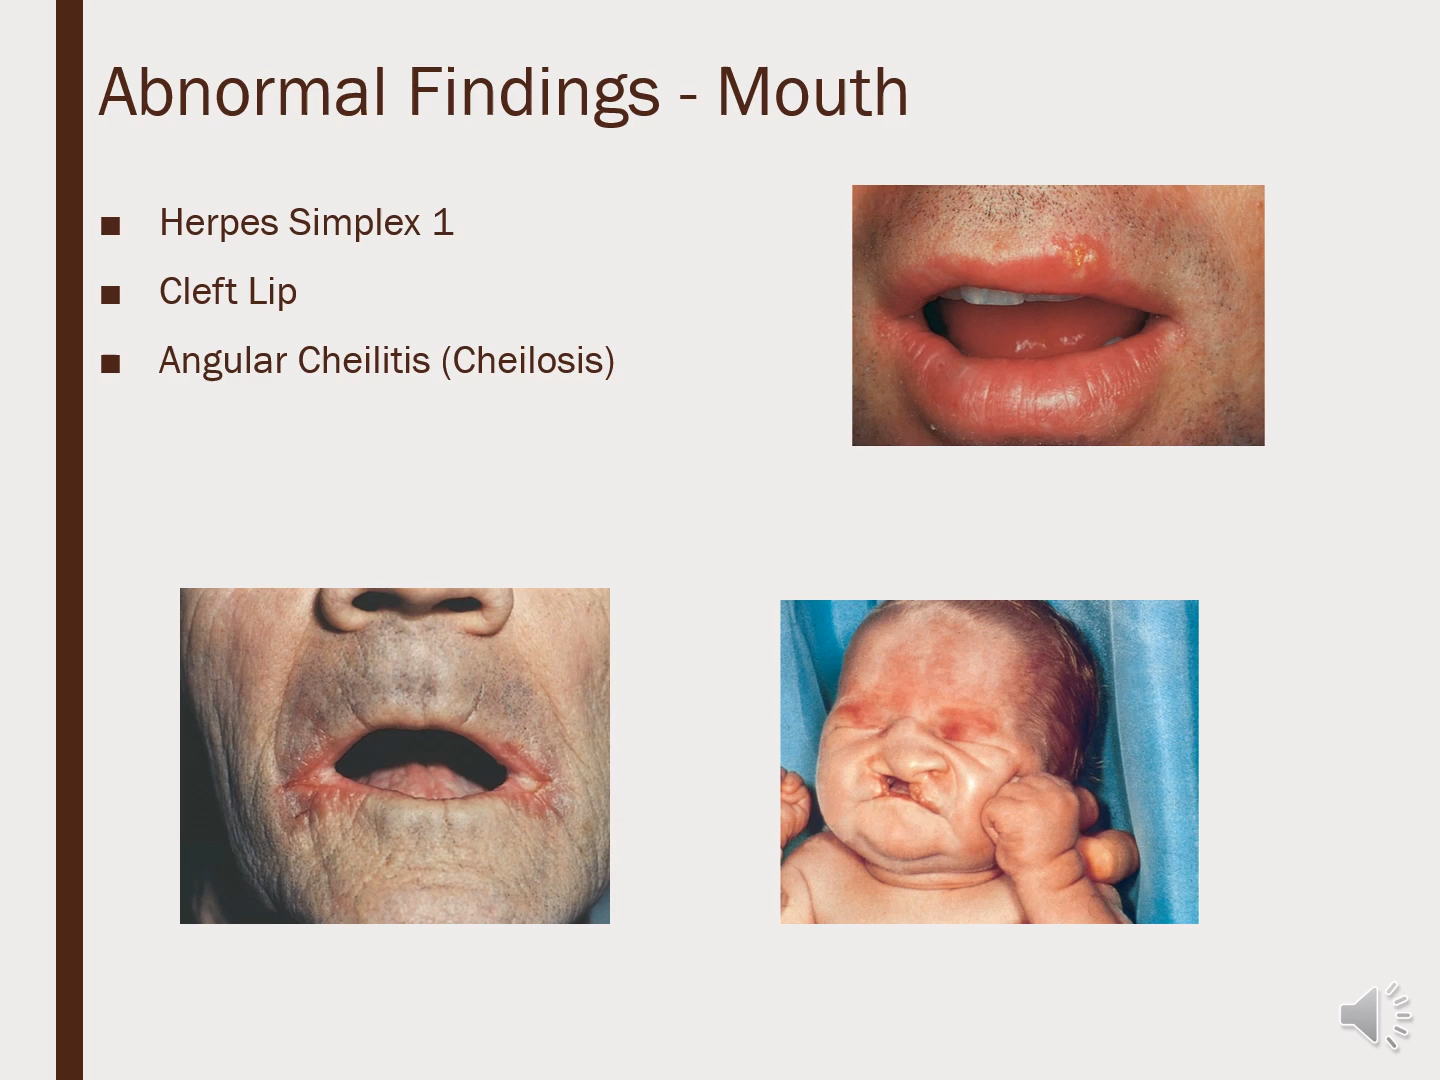 Abnormal Findings - Mouth
■ Herpes Simplex 1
■ Cleft Lip
■ Angular Cheilitis (Cheilosis)